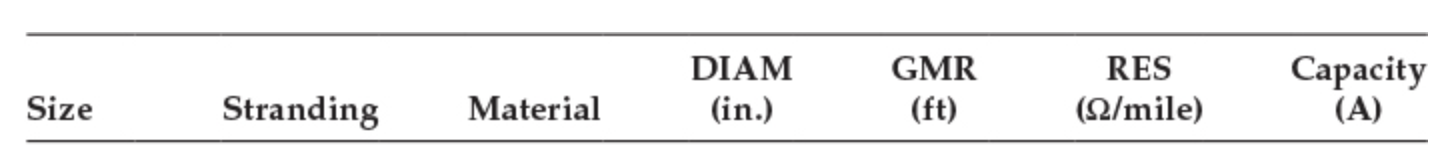 DIAM GMR RES Capacity
Size Stranding Material (in.) (ft) (Ω/mile) (A)